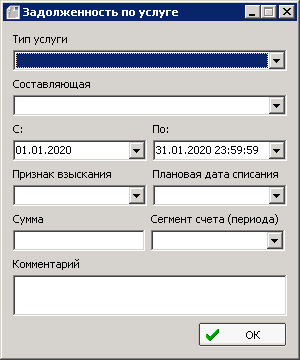 Задолженность по услуге
Тип услуги
Составляющая
С: По:
01.01.2020 31.01.2020 23:59:59
Признак взыскания Плановая дата списания
Сумма Сегмент счета (периода)
Комментарий
OK